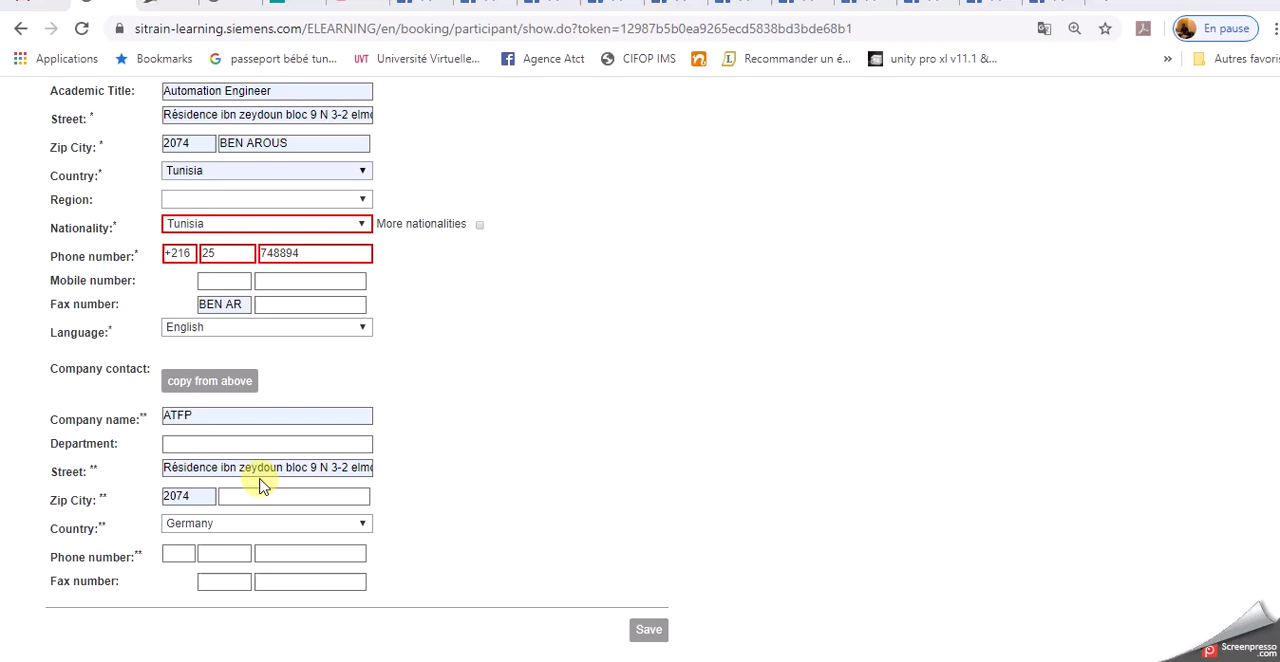 sitrain-learning.siemens.com/ELEARNING/en/booking/participant/show.do?token=12987b5b0ea9265ecd5838bd3bde68b1 En pause
Applications Bookmarks passeport bébé tun... UVT Université Virtuelle... Agence Atct CIFOP IMS Recommander un é... unity pro xl v11.1 &... » Autres favoris
Academic Title: Automation Engineer
Street: * Résidence ibn zeydoun bloc 9 N 3-2 elmo
Zip City: * 2074 BEN AROUS
Country:* Tunisia
Region:
Nationality:* Tunisia More nationalities
Phone number:* +216 25 748894
Mobile number:
Fax number: BEN AR
Language:* English
Company contact:
copy from above
Company name:** ATFP
Department:
Street: ** Résidence ibn zeydoun bloc 9 N 3-2 elmo
Zip City: ** 2074
Country:** Germany
Phone number:**
Fax number:
Save
Screenpresso
.com